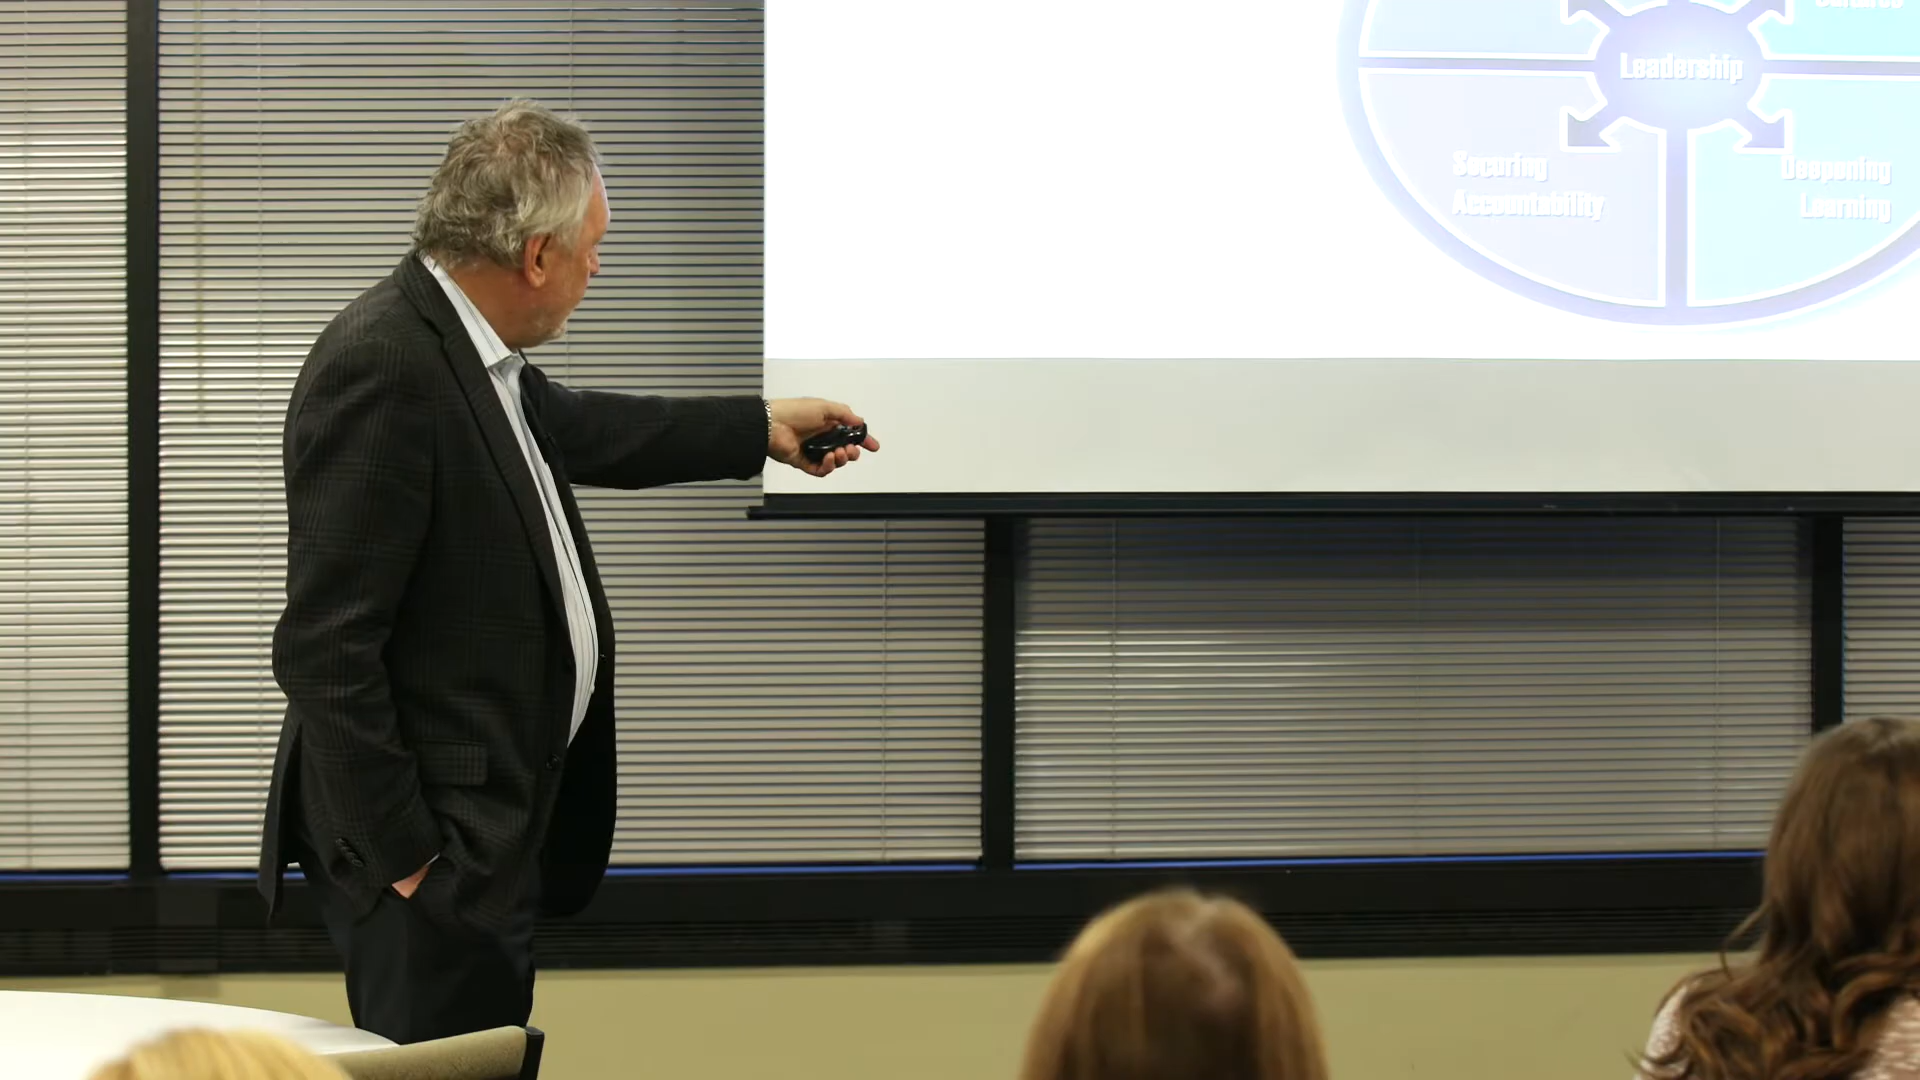 Leadership
Securing
Accountability
Deepening
Learning